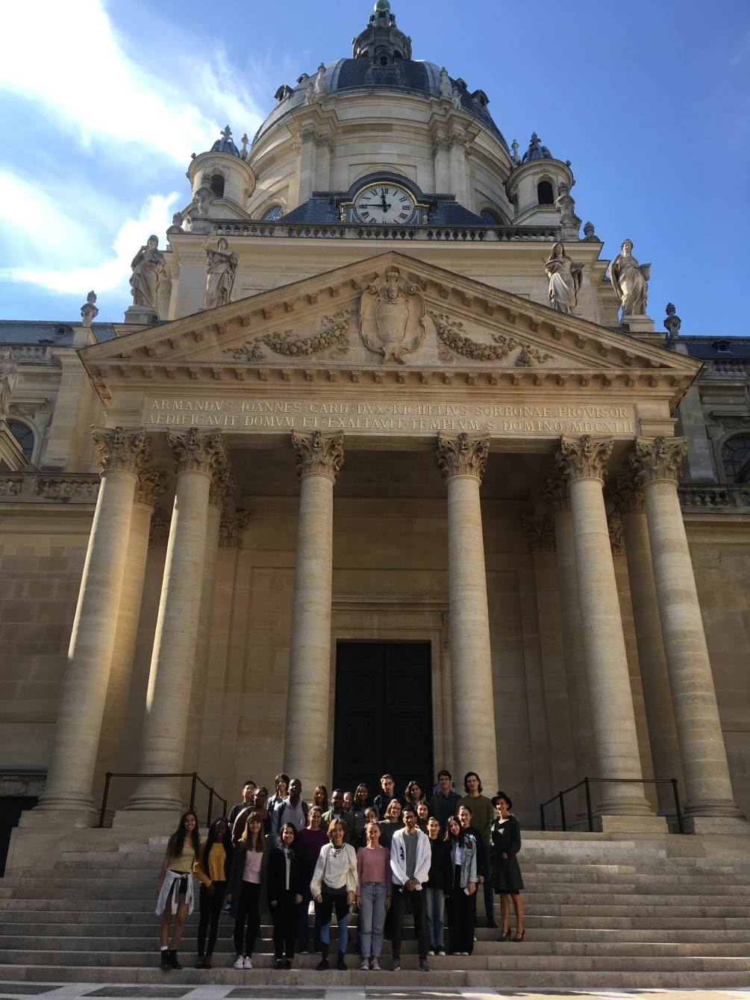 ARMANDVS · IOANNES · CARD · DVX · RICHELIVS · SORBONAE · PROVISOR
AEDIFICAVIT DOMVM · ET · EXALTAVIT TEMPLVM · S · DOMINO · MDCXLII